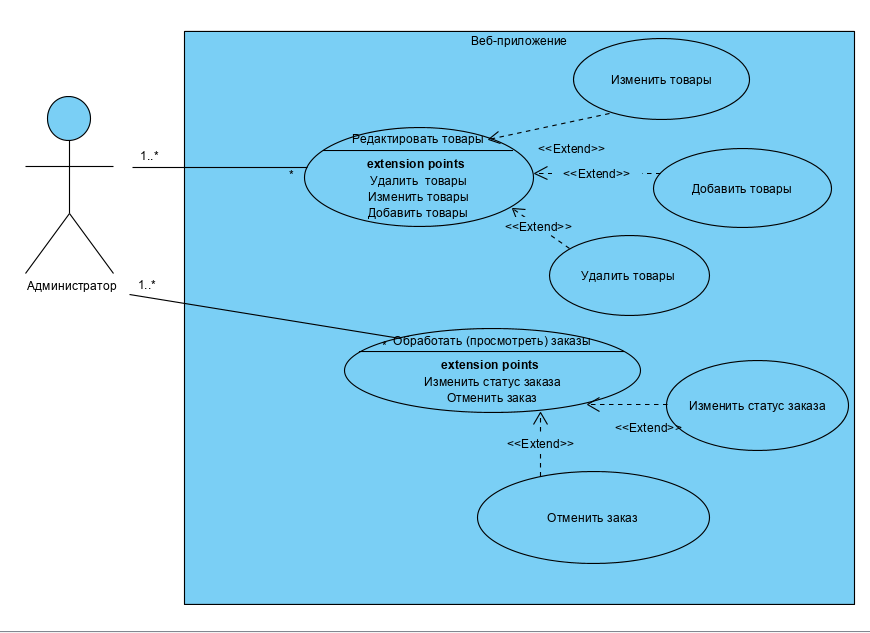 Веб-приложение
Изменить товары
Редактировать товары
<<Extend>>
1..*
*
extension points
Удалить товары
Изменить товары
Добавить товары
<<Extend>>
Добавить товары
<<Extend>>
Удалить товары
Администратор
1..*
*
Обработать (просмотреть) заказы
extension points
Изменить статус заказа
Отменить заказ
Изменить статус заказа
<<Extend>>
<<Extend>>
Отменить заказ